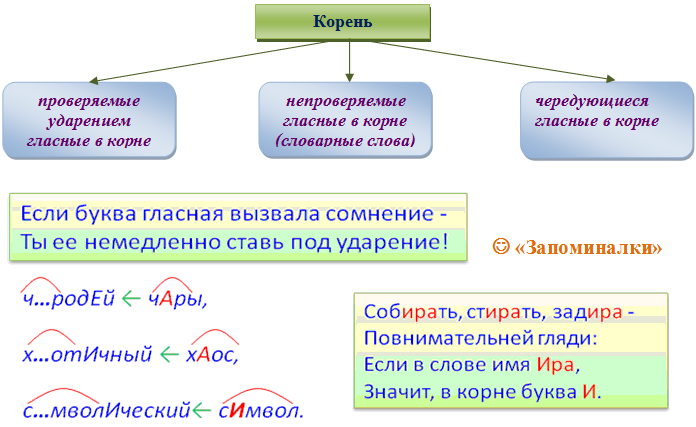 Корень
проверяемые
ударением
гласные в корне
непроверяемые
гласные в корне
(словарные слова)
чередующиеся
гласные в корне
Если буква гласная вызвала сомнение -
Ты ее немедленно ставь под ударение!
☺ «Запоминалки»
ч...родЕй ← чАры,
х...отИчный ← хАос,
с...мволИческий← сИмвол.
Собирать, стирать, задира -
Повнимательней гляди:
Если в слове имя Ира,
Значит, в корне буква И.